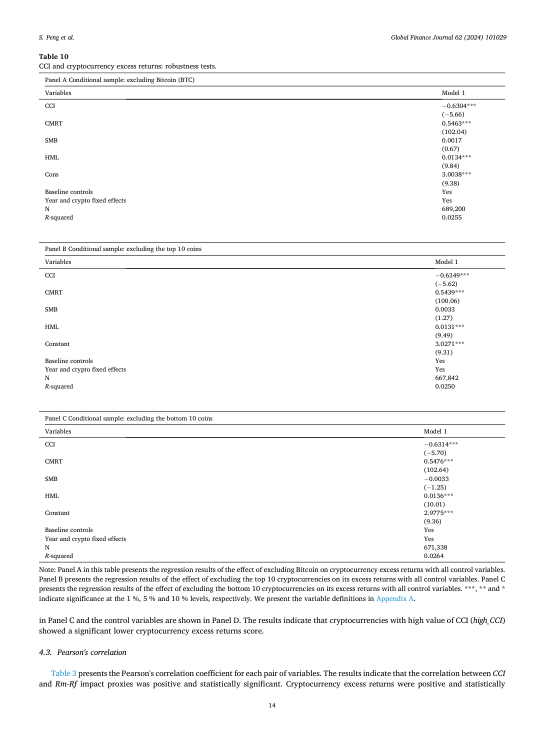 S. Peng et al.
Global Finance Journal 62 (2024) 101029
Table 10
CCI and cryptocurrency excess returns: robustness tests.
Panel A Conditional sample: excluding Bitcoin (BTC)
Variables Model 1
CCI −0.6304***
(−5.66)
CMRT 0.5463***
(102.04)
SMB 0.0017
(0.67)
HML 0.0134***
(9.84)
Cons 3.0038***
(9.38)
Baseline controls Yes
Year and crypto fixed effects Yes
N 689,200
R-squared 0.0255
Panel B Conditional sample: excluding the top 10 coins
Variables Model 1
CCI −0.6349***
(−5.62)
CMRT 0.5439***
(100.06)
SMB 0.0033
(1.27)
HML 0.0131***
(9.49)
Constant 3.0271***
(9.31)
Baseline controls Yes
Year and crypto fixed effects Yes
N 667,842
R-squared 0.0250
Panel C Conditional sample: excluding the bottom 10 coins
Variables Model 1
CCI −0.6314***
(−5.70)
CMRT 0.5476***
(102.64)
SMB −0.0033
(−1.25)
HML 0.0136***
(10.01)
Constant 2.9775***
(9.36)
Baseline controls Yes
Year and crypto fixed effects Yes
N 671,338
R-squared 0.0264
Note: Panel A in this table presents the regression results of the effect of excluding Bitcoin on cryptocurrency excess returns with all control variables.
Panel B presents the regression results of the effect of excluding the top 10 cryptocurrencies on its excess returns with all control variables. Panel C
presents the regression results of the effect of excluding the bottom 10 cryptocurrencies on its excess returns with all control variables. ***, ** and *
indicate significance at the 1 %, 5 % and 10 % levels, respectively. We present the variable definitions in Appendix A.
in Panel C and the control variables are shown in Panel D. The results indicate that cryptocurrencies with high value of CCI (high_CCI)
showed a significant lower cryptocurrency excess returns score.
4.3. Pearson's correlation
Table 3 presents the Pearson's correlation coefficient for each pair of variables. The results indicate that the correlation between CCI
and Rm-Rf impact proxies was positive and statistically significant. Cryptocurrency excess returns were positive and statistically
14